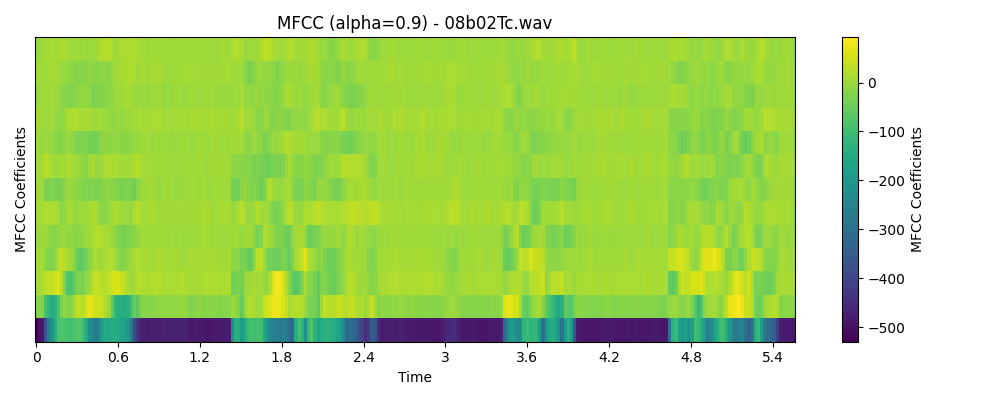 MFCC (alpha=0.9) - 08b02Tc.wav
MFCC Coefficients
0 0.6 1.2 1.8 2.4 3 3.6 4.2 4.8 5.4
Time
0
−100
−200
−300
−400
−500
MFCC Coefficients